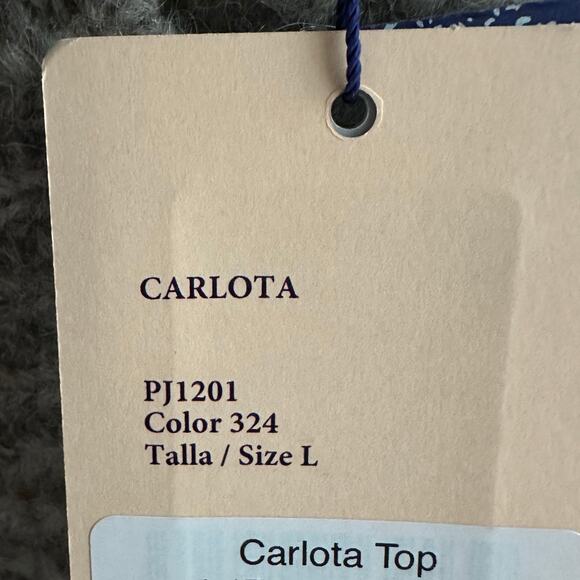 CARLOTA
PJ1201
Color 324
Talla / Size L
Carlota Top